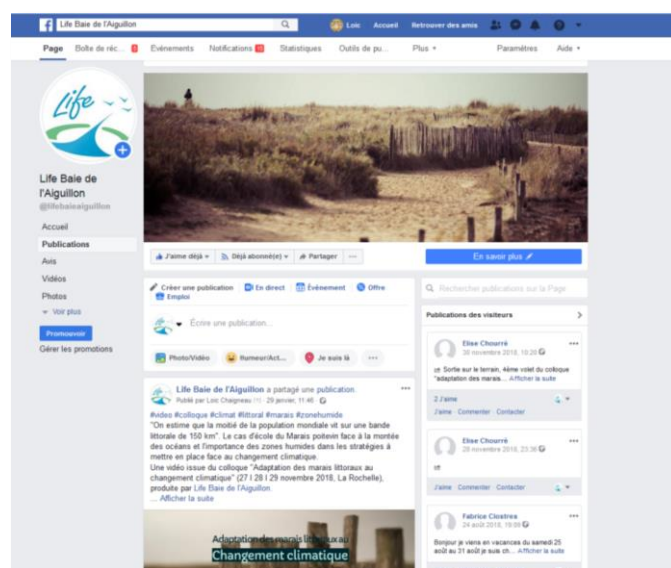 Life Baie de l'Aiguillon
Loïc Accueil Retrouver des amis
Page Boîte de réc... Evénements Notifications Statistiques Outils de pu... Plus Paramètres Aide
Life
Life Baie de
l'Aiguillon
@lifebaieaiguillon
Accueil
Publications
Avis
Vidéos
Photos
Voir plus
Promouvoir
Gérer les promotions
J'aime déjà Déjà abonné(e) Partager ...
En savoir plus
Créer une publication En direct Évènement Offre
Emploi
Écrire une publication...
Photo/Vidéo Humeur/Act... Je suis là ...
Rechercher publications sur la Page
Publications des visiteurs
Elise Chourré
30 novembre 2018, 10:20
Sortie sur le terrain, 4ème volet du colloque
"adaptation des marais... Afficher la suite
2 J'aime
J'aime Commenter Contacter
Elise Chourré
28 novembre 2018, 23:36
J'aime Commenter Contacter
Fabrice Clostres
24 août 2018, 19:09
Bonjour je viens en vacances du samedi 25
août au 31 août je suis ch... Afficher la suite
Life Baie de l'Aiguillon a partagé une publication.
Publié par Loic Chaigneau 29 janvier, 11:46
#video #colloque #climat #littoral #marais #zonehumide
"On estime que la moitié de la population mondiale vit sur une bande
littorale de 150 km". Le cas d'école du Marais poitevin face à la montée
des océans et l'importance des zones humides dans les stratégies à
mettre en place face au changement climatique.
Une vidéo issue du colloque "Adaptation des marais littoraux au
changement climatique" (27 I 28 I 29 novembre 2018, La Rochelle),
produite par Life Baie de l'Aiguillon.
... Afficher la suite
Adaptation des marais littoraux au
Changement climatique